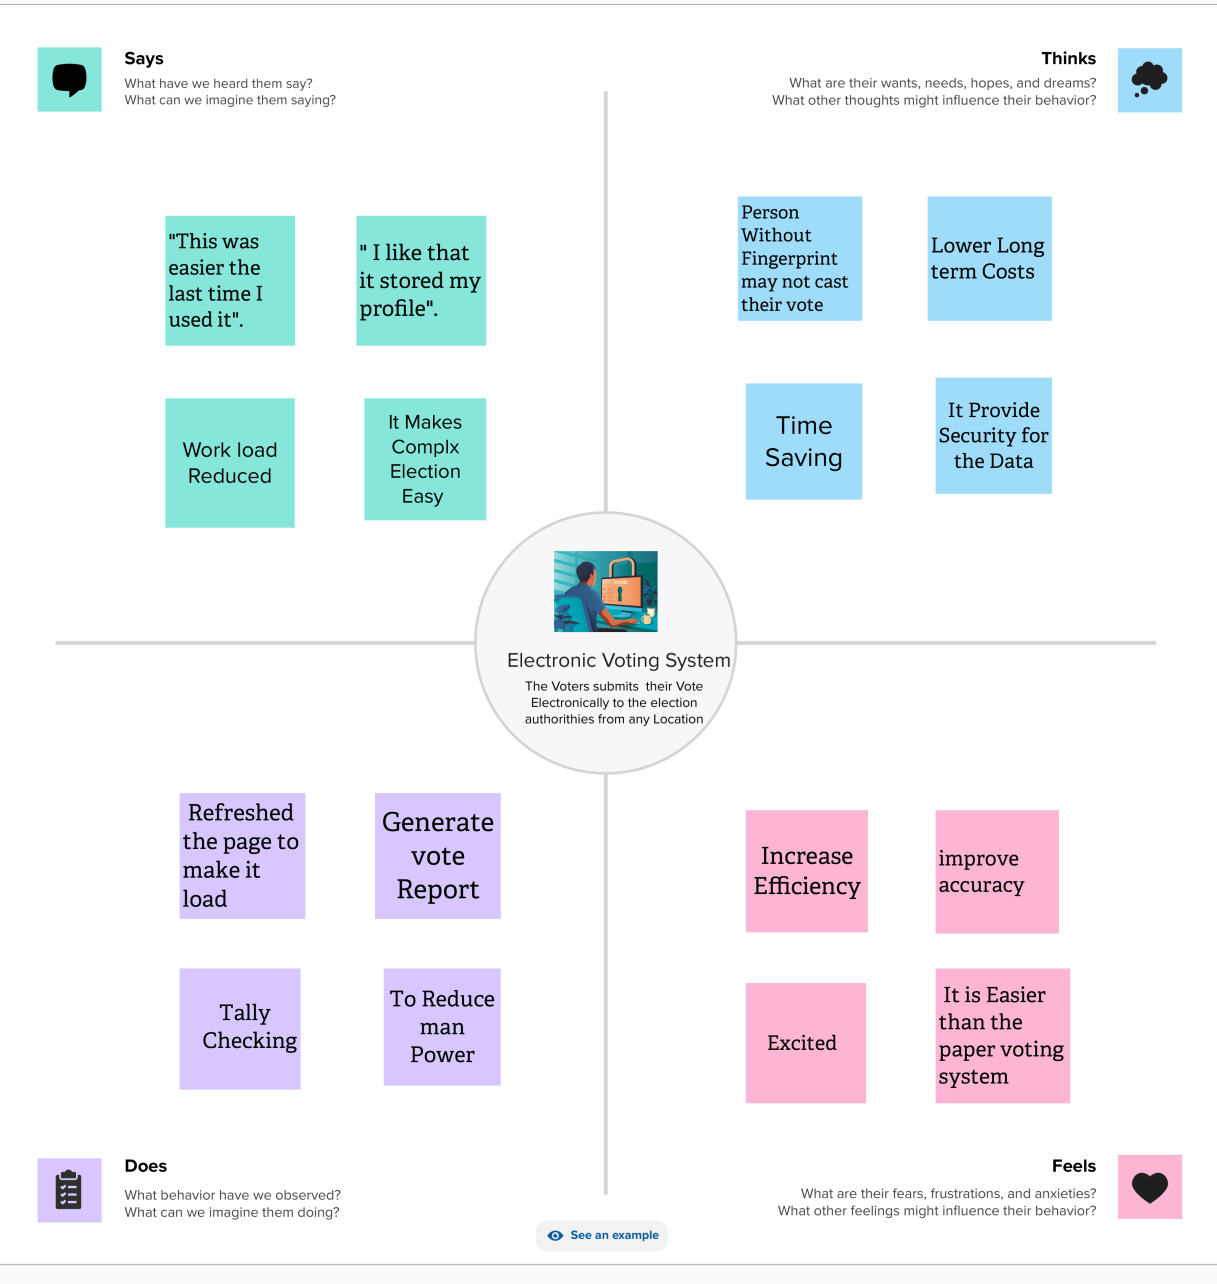 Says
What have we heard them say?
What can we imagine them saying?
Thinks
What are their wants, needs, hopes, and dreams?
What other thoughts might influence their behavior?
"This was
easier the
last time I
used it".
" I like that
it stored my
profile".
Person
Without
Fingerprint
may not cast
their vote
Lower Long
term Costs
Work load
Reduced
It Makes
Complx
Election
Easy
Time
Saving
It Provide
Security for
the Data
Voter
Electronic Voting System
The Voters submits their Vote
Electronically to the election
authorithies from any Location
Refreshed
the page to
make it
load
Generate
vote
Report
Increase
Efficiency
improve
accuracy
Tally
Checking
To Reduce
man
Power
Excited
It is Easier
than the
paper voting
system
Does
What behavior have we observed?
What can we imagine them doing?
Feels
What are their fears, frustrations, and anxieties?
What other feelings might influence their behavior?
See an example